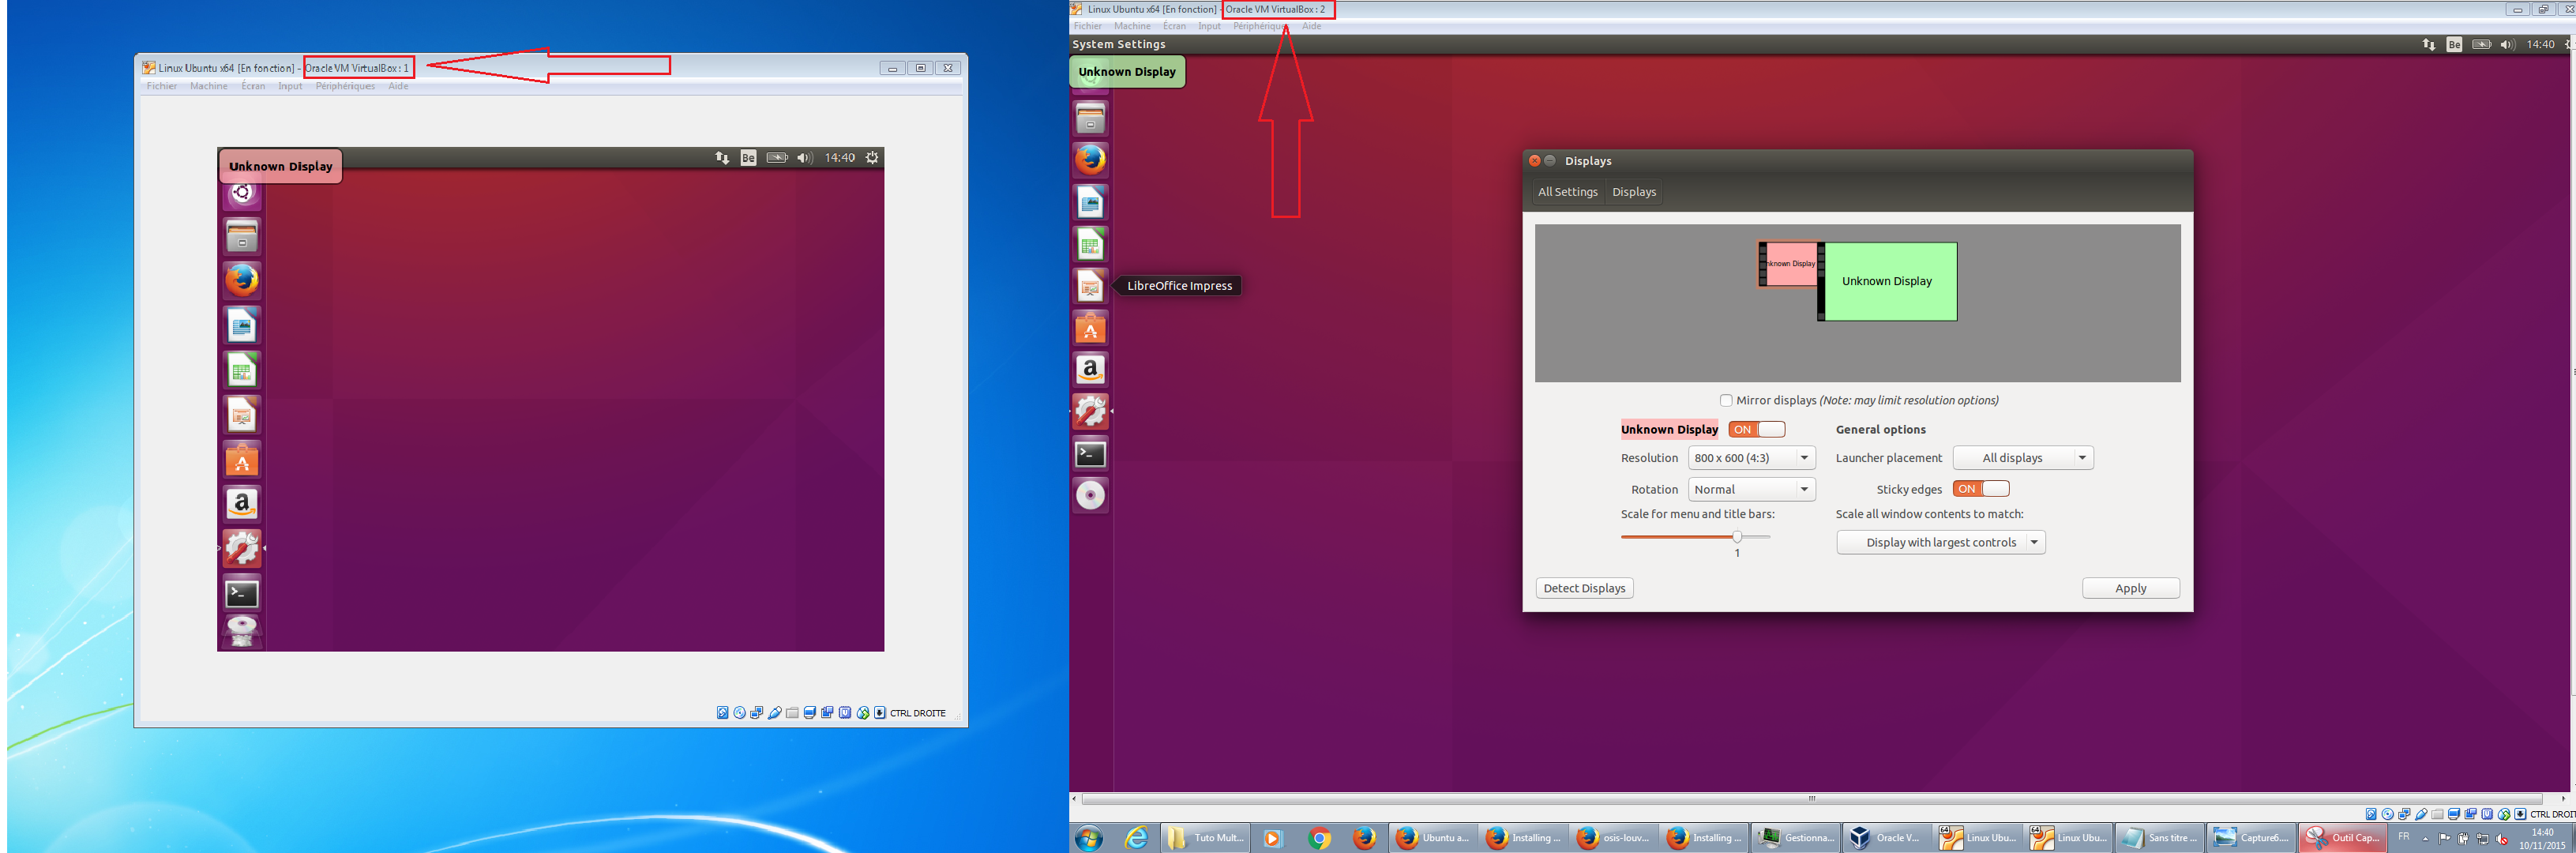 Linux Ubuntu x64 [En fonction] - Oracle VM VirtualBox : 1
Fichier Machine Écran Input Périphériques Aide
Unknown Display
Be
14:40
a
CTRL DROITE
Linux Ubuntu x64 [En fonction] - Oracle VM VirtualBox : 2
Fichier Machine Écran Input Périphériques Aide
System Settings
Be
14:40
Unknown Display
LibreOffice Impress
a
Displays
All Settings Displays
nknown Display
Unknown Display
Mirror displays (Note: may limit resolution options)
Unknown Display ON
General options
Resolution 800 x 600 (4:3)
Launcher placement All displays
Rotation Normal
Sticky edges ON
Scale for menu and title bars:
Scale all window contents to match:
1
Display with largest controls
Detect Displays
Apply
CTRL DROIT
Tuto Mult...
Ubuntu a...
Installing ...
osis-louv...
Installing ...
Gestionna...
Oracle V...
64
Linux Ubu...
64
Linux Ubu...
Sans titre ...
Capture6....
Outil Cap...
FR
14:40
10/11/2015